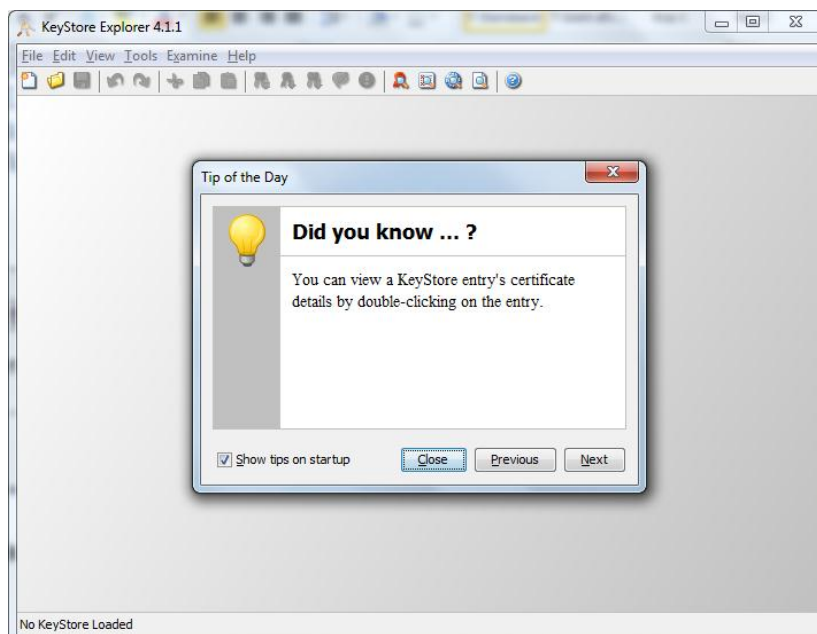 KeyStore Explorer 4.1.1
File Edit View Tools Examine Help
Tip of the Day
Did you know ... ?
You can view a KeyStore entry's certificate
details by double-clicking on the entry.
Show tips on startup Close Previous Next
No KeyStore Loaded